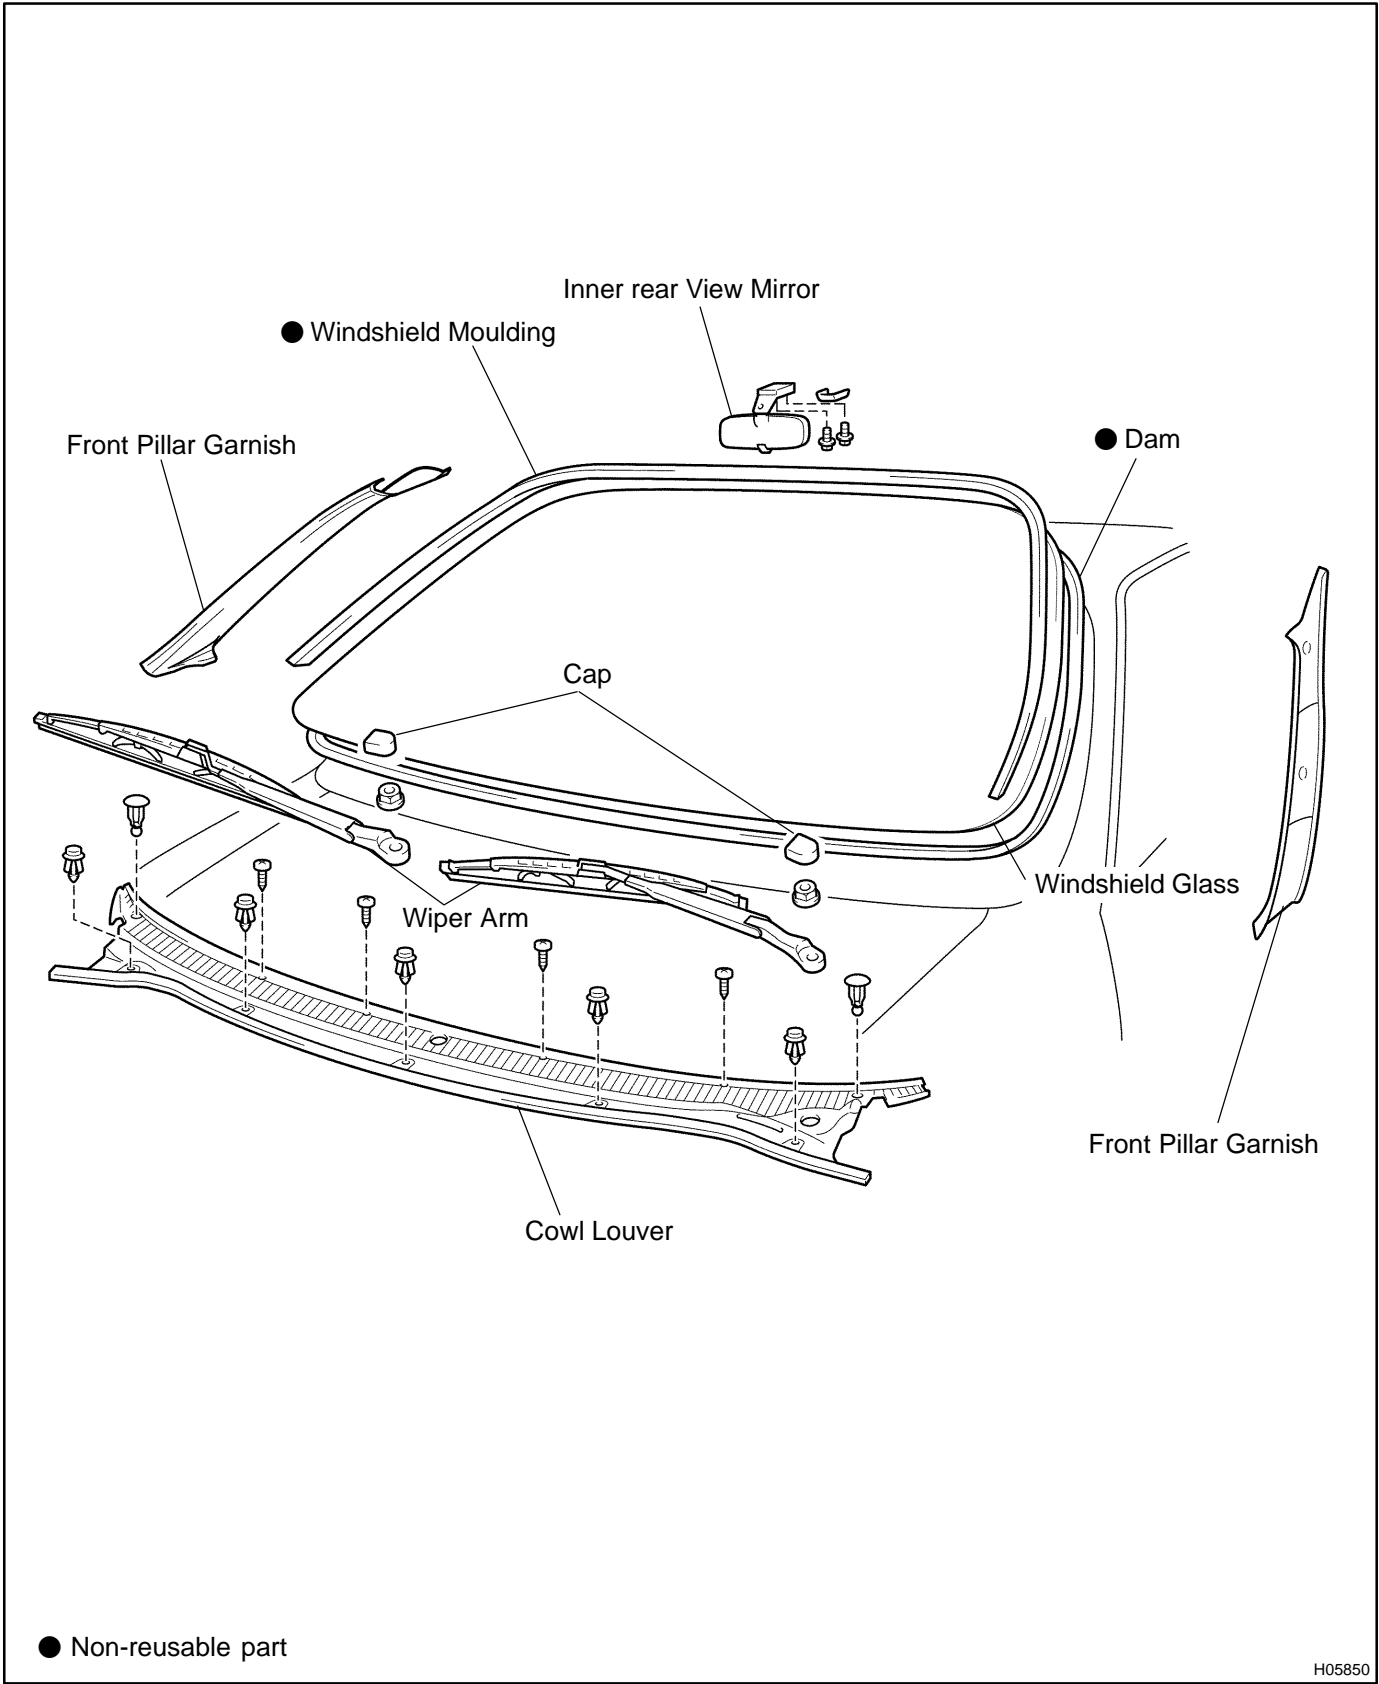 Inner rear View Mirror
● Windshield Moulding
● Dam
Front Pillar Garnish
Cap
Windshield Glass
Wiper Arm
Front Pillar Garnish
Cowl Louver
● Non-reusable part
H05850